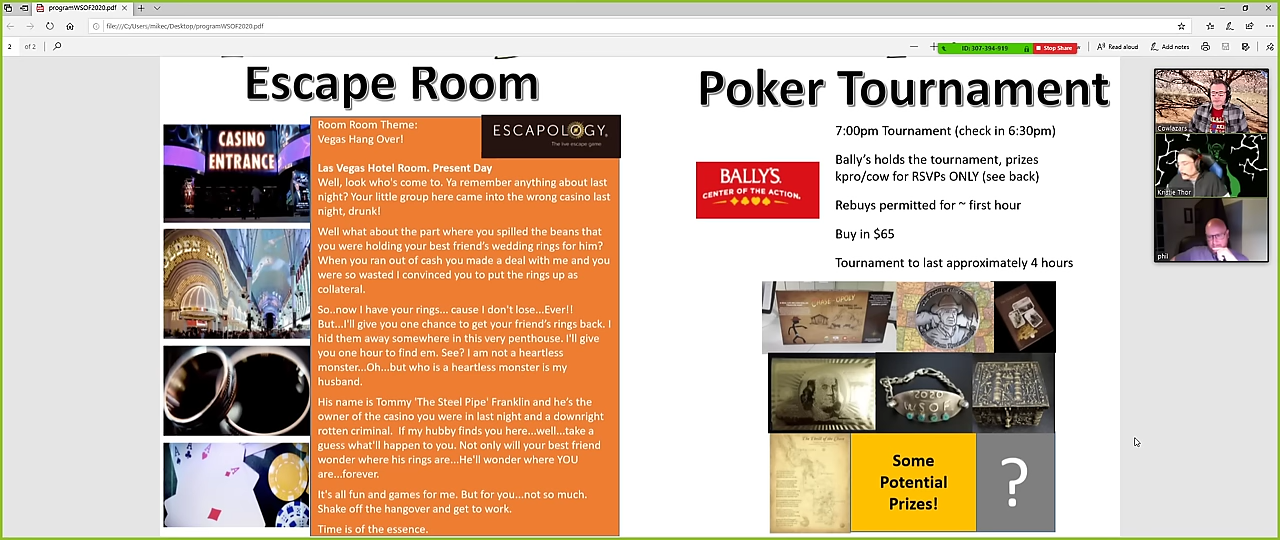 programWSOF2020.pdf
file:///C:/Users/mikec/Desktop/programWSOF2020.pdf
2 of 2
ID: 307-394-919
Stop Share
Read aloud
Add notes
Escape Room
CASINO
ENTRANCE
Room Room Theme:
Vegas Hang Over!
ESCAPOLOGY
The live escape game
Las Vegas Hotel Room. Present Day
Well, look who's come to. Ya remember anything about last
night? Your little group here came into the wrong casino last
night, drunk!
Well what about the part where you spilled the beans that
you were holding your best friend's wedding rings for him?
When you ran out of cash you made a deal with me and you
were so wasted I convinced you to put the rings up as
collateral.
So..now I have your rings... cause I don't lose...Ever!!
But...I'll give you one chance to get your friend's rings back. I
hid them away somewhere in this very penthouse. I'll give
you one hour to find em. See? I am not a heartless
monster...Oh...but who is a heartless monster is my
husband.
His name is Tommy 'The Steel Pipe' Franklin and he's the
owner of the casino you were in last night and a downright
rotten criminal. If my hubby finds you here...well...take a
guess what'll happen to you. Not only will your best friend
wonder where his rings are...He'll wonder where YOU
are...forever.
It's all fun and games for me. But for you...not so much.
Shake off the hangover and get to work.
Time is of the essence.
Poker Tournament
BALLY'S
CENTER OF THE ACTION.
7:00pm Tournament (check in 6:30pm)
Bally's holds the tournament, prizes
kpro/cow for RSVPs ONLY (see back)
Rebuys permitted for ~ first hour
Buy in $65
Tournament to last approximately 4 hours
2020
WSOF
Some
Potential
Prizes!
?
Cowlazars
Kristie Thor
phil